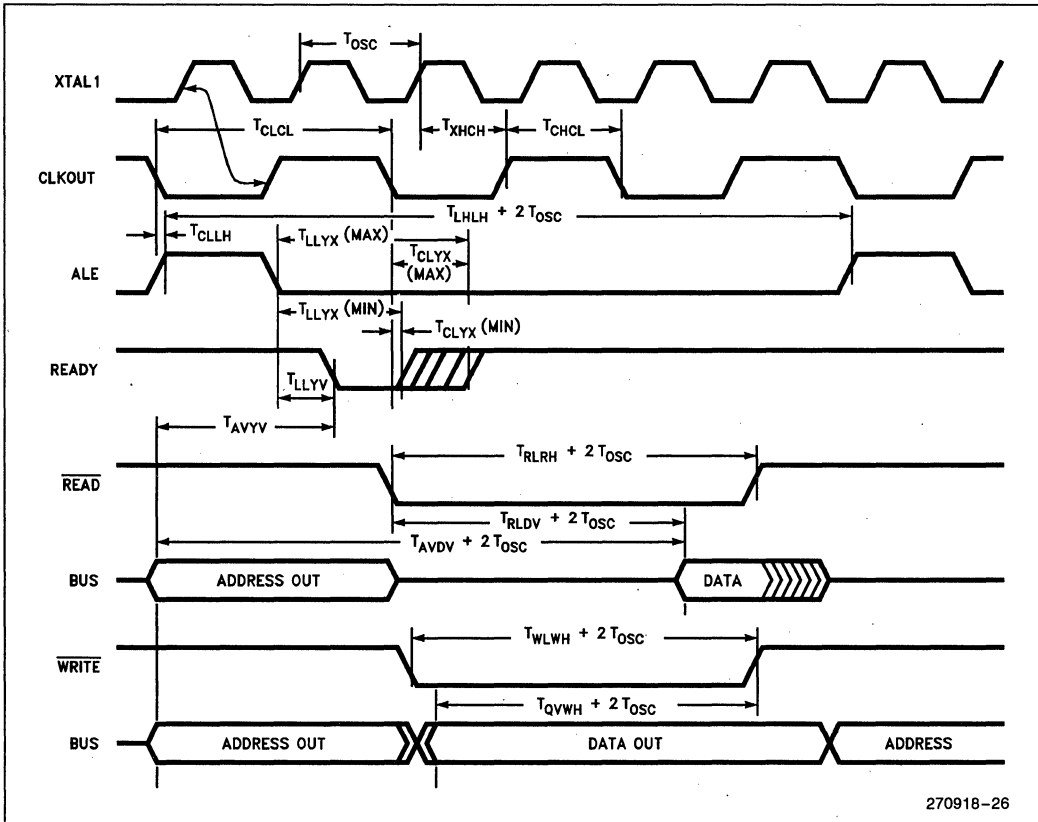 T_OSC
XTAL1
T_CLCL
T_XHCH
T_CHCL
CLKOUT
T_LHLH + 2 T_OSC
T_CLLH
T_LLYX (MAX)
T_CLYX
(MAX)
ALE
T_LLYX (MIN)
T_CLYX (MIN)
READY
T_LLYV
T_AVYV
T_RLRH + 2 T_OSC
READ
T_RLDV + 2 T_OSC
T_AVDV + 2 T_OSC
BUS ADDRESS OUT DATA
T_WLWH + 2 T_OSC
WRITE
T_QVWH + 2 T_OSC
BUS ADDRESS OUT DATA OUT ADDRESS
270918-26